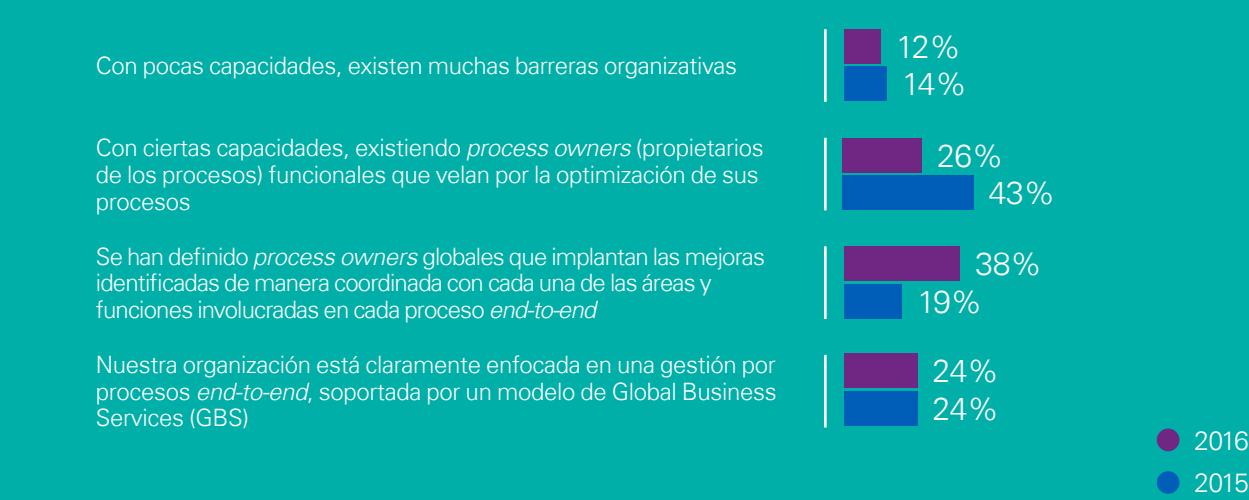 Con pocas capacidades, existen muchas barreras organizativas
12%
14%
Con ciertas capacidades, existiendo process owners (propietarios
de los procesos) funcionales que velan por la optimización de sus
procesos
26%
43%
Se han definido process owners globales que implantan las mejoras
identificadas de manera coordinada con cada una de las áreas y
funciones involucradas en cada proceso end-to-end
38%
19%
Nuestra organización está claramente enfocada en una gestión por
procesos end-to-end, soportada por un modelo de Global Business
Services (GBS)
24%
24%
2016
2015